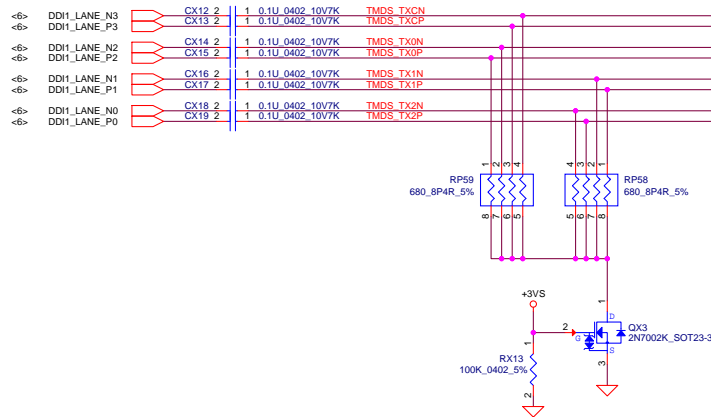 <6> DDI1_LANE_N3 CX12 2 1 0.1U_0402_10V7K TMDS_TXCN
<6> DDI1_LANE_P3 CX13 2 1 0.1U_0402_10V7K TMDS_TXCP
<6> DDI1_LANE_N2 CX14 2 1 0.1U_0402_10V7K TMDS_TX0N
<6> DDI1_LANE_P2 CX15 2 1 0.1U_0402_10V7K TMDS_TX0P
<6> DDI1_LANE_N1 CX16 2 1 0.1U_0402_10V7K TMDS_TX1N
<6> DDI1_LANE_P1 CX17 2 1 0.1U_0402_10V7K TMDS_TX1P
<6> DDI1_LANE_N0 CX18 2 1 0.1U_0402_10V7K TMDS_TX2N
<6> DDI1_LANE_P0 CX19 2 1 0.1U_0402_10V7K TMDS_TX2P
1 2 3 4 4 3 2 1
RP59 RP58
680_8P4R_5% 680_8P4R_5%
8 7 6 5 5 6 7 8
+3VS
1
D
2
G
QX3
2N7002K_SOT23-3
S
1
3
RX13
100K_0402_5%
2